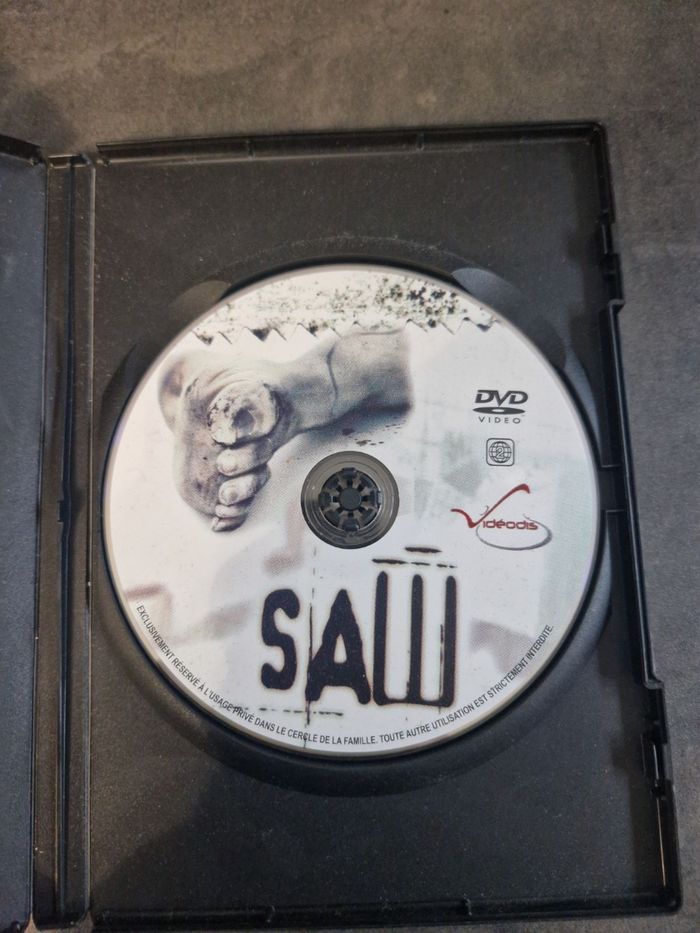 DVD
VIDEO
2
Vidéodis
SAW
EXCLUSIVEMENT RÉSERVÉ À L'USAGE PRIVÉ DANS LE CERCLE DE LA FAMILLE. TOUTE AUTRE UTILISATION EST STRICTEMENT INTERDITE.